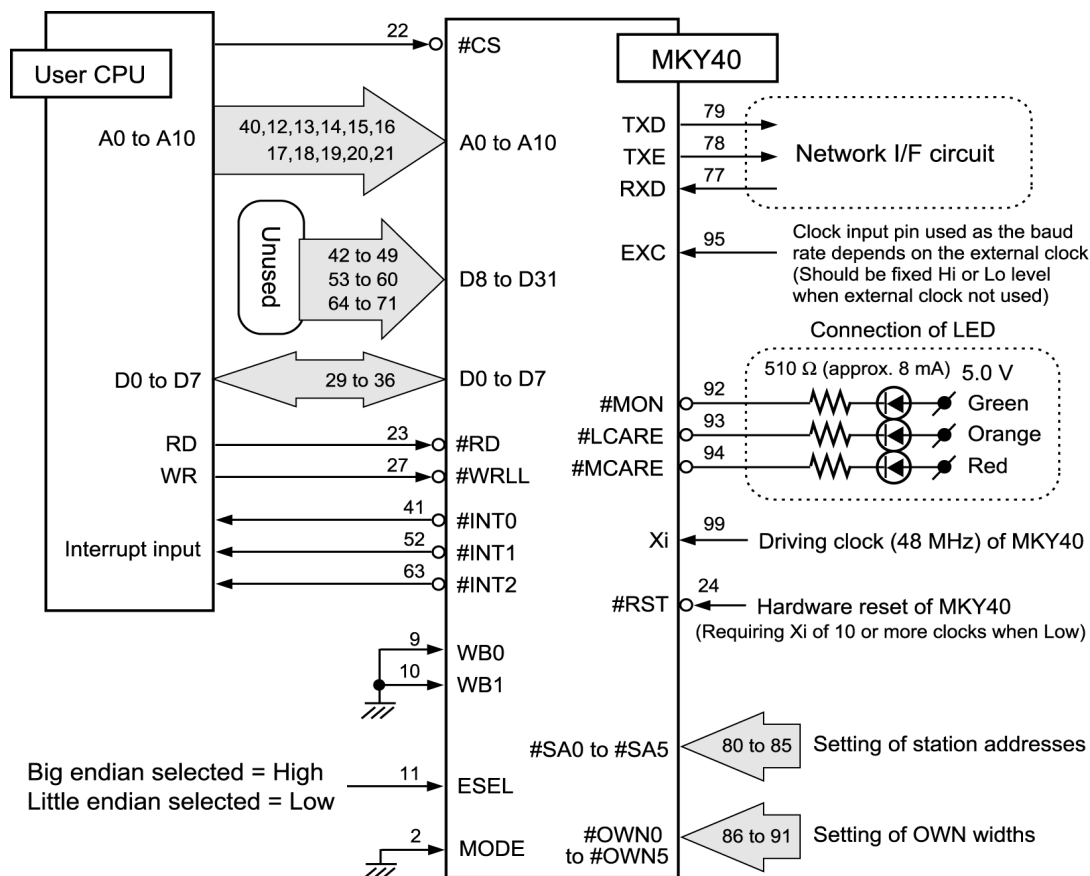 User CPU
MKY40
22
#CS
A0 to A10
40,12,13,14,15,16
17,18,19,20,21
A0 to A10
Unused
42 to 49
53 to 60
64 to 71
D8 to D31
D0 to D7
29 to 36
D0 to D7
RD
23
#RD
WR
27
#WRLL
Interrupt input
41
#INT0
52
#INT1
63
#INT2
9
WB0
10
WB1
Big endian selected = High
Little endian selected = Low
11
ESEL
2
MODE
TXD
79
TXE
78
RXD
77
Network I/F circuit
EXC
95
Clock input pin used as the baud
rate depends on the external clock
(Should be fixed Hi or Lo level
when external clock not used)
Connection of LED
510 Ω (approx. 8 mA)
5.0 V
#MON
92
Green
#LCARE
93
Orange
#MCARE
94
Red
Xi
99
Driving clock (48 MHz) of MKY40
#RST
24
Hardware reset of MKY40
(Requiring Xi of 10 or more clocks when Low)
#SA0 to #SA5
80 to 85
Setting of station addresses
#OWN0
to #OWN5
86 to 91
Setting of OWN widths